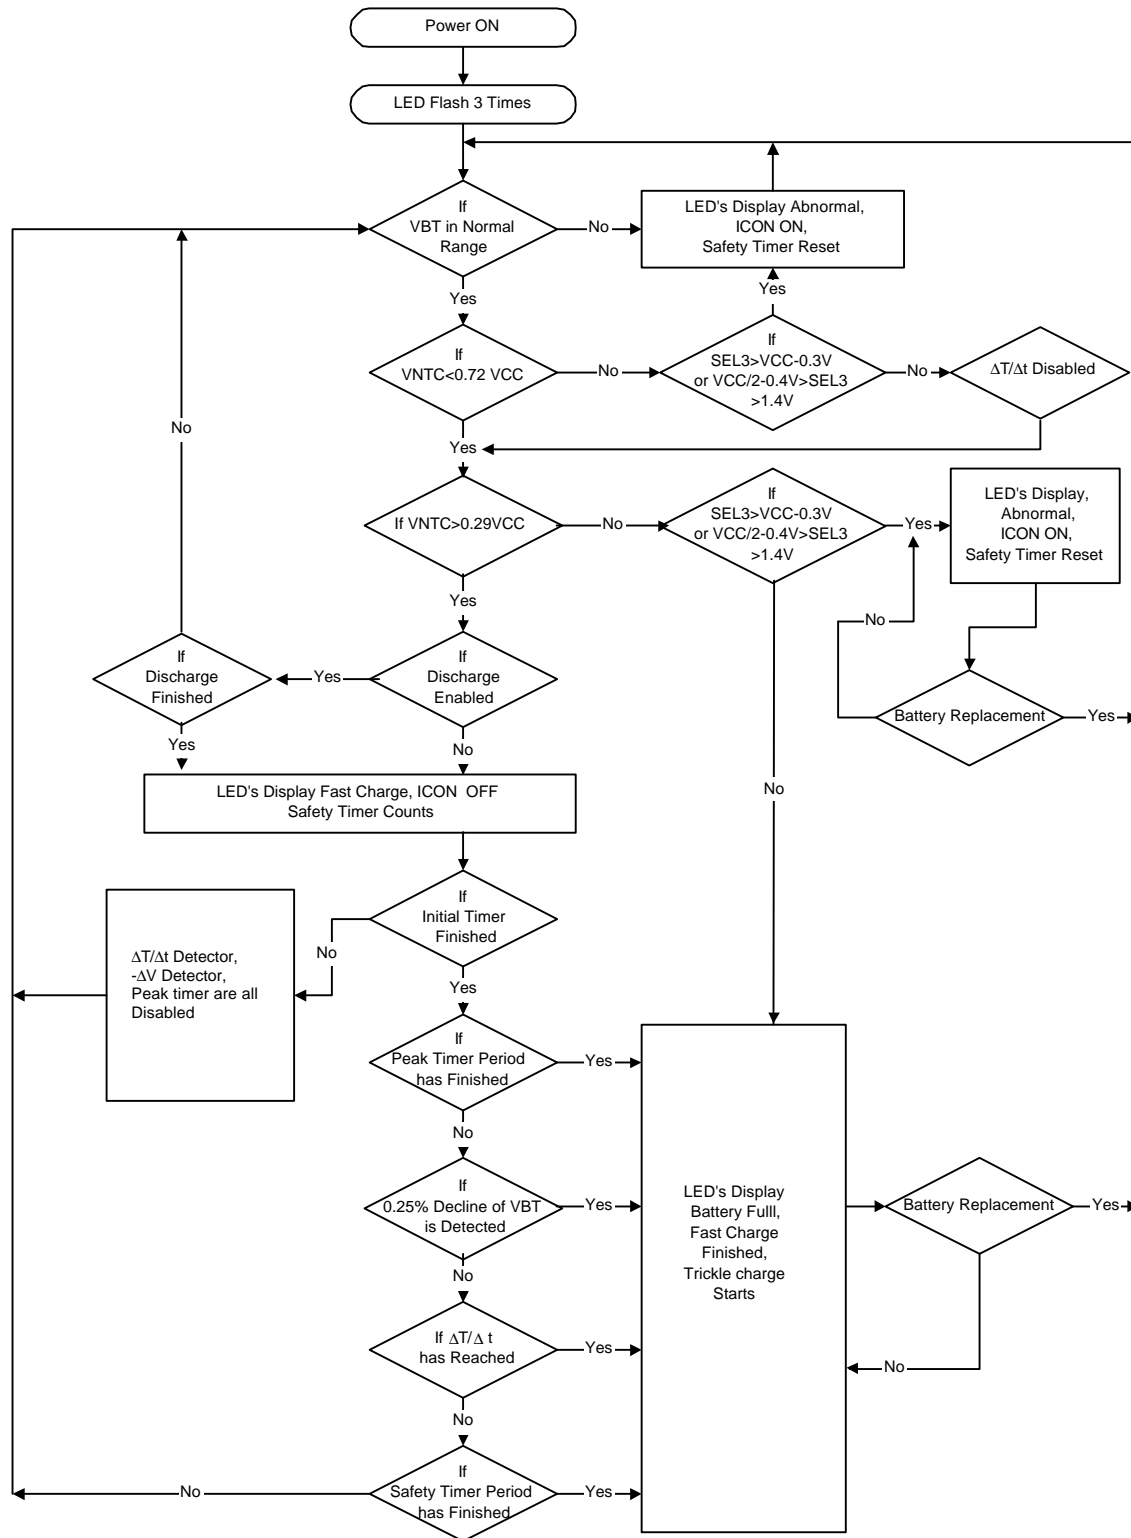 Power ON
LED Flash 3 Times
If
VBT in Normal
Range
No
LED's Display Abnormal,
ICON ON,
Safety Timer Reset
Yes
Yes
If
VNTC<0.72 VCC
No
If
SEL3>VCC-0.3V
or VCC/2-0.4V>SEL3
>1.4V
No
ΔT/Δt Disabled
Yes
If VNTC>0.29VCC
No
If
SEL3>VCC-0.3V
or VCC/2-0.4V>SEL3
>1.4V
Yes
LED's Display,
Abnormal,
ICON ON,
Safety Timer Reset
No
Yes
No
If
Discharge
Finished
Yes
If
Discharge
Enabled
Battery Replacement
Yes
Yes
No
No
LED's Display Fast Charge, ICON OFF
Safety Timer Counts
If
Initial Timer
Finished
No
ΔT/Δt Detector,
-ΔV Detector,
Peak timer are all
Disabled
Yes
If
Peak Timer Period
has Finished
Yes
No
If
0.25% Decline of VBT
is Detected
Yes
LED's Display
Battery Fulll,
Fast Charge
Finished,
Trickle charge
Starts
Battery Replacement
Yes
No
No
If ΔT/Δ t
has Reached
Yes
No
If
Safety Timer Period
has Finished
No
Yes